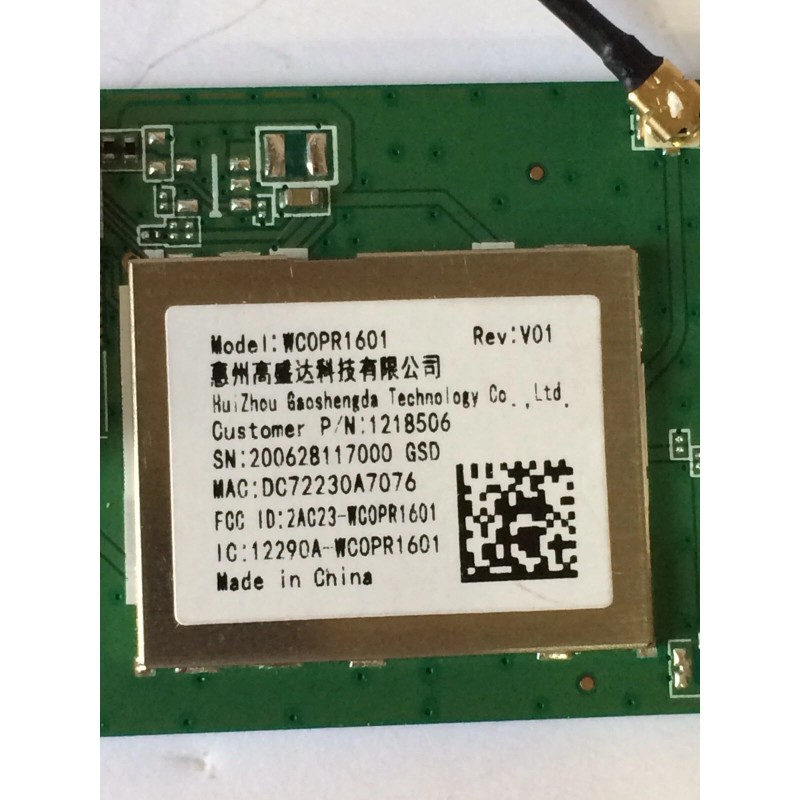 Model:WC0PR1601 Rev:V01
惠州高盛达科技有限公司
HuiZhou Gaoshengda Technology Co.,Ltd.
Customer P/N:1218506
SN:200628117000 GSD
MAC:DC72230A7076
FCC ID:2AC23-WC0PR1601
IC:12290A-WC0PR1601
Made in China